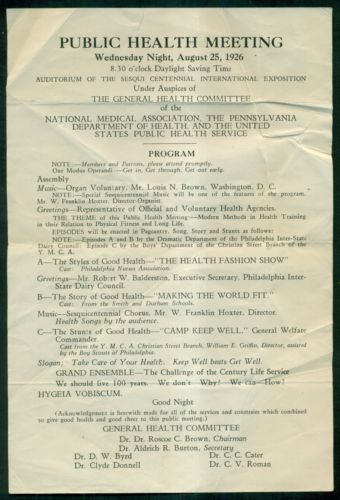 PUBLIC HEALTH MEETING
Wednesday Night, August 25, 1926
8.30 o'clock Daylight Saving Time
AUDITORIUM OF THE SESQUI CENTENNIAL INTERNATIONAL EXPOSITION
Under Auspices of
THE GENERAL HEALTH COMMITTEE
of the
NATIONAL MEDICAL ASSOCIATION, THE PENNSYLVANIA
DEPARTMENT OF HEALTH, AND THE UNITED
STATES PUBLIC HEALTH SERVICE
PROGRAM
NOTE:—Members and Patrons, please attend promptly.
Our Modus Operandi—Get in, Get through, Get out early.
Assembly
Music—Organ Voluntary, Mr. Louis N. Brown, Washington, D. C.
NOTE:—Special Sesquicentennial Music will be one of the features of the program.
Mr. W. Franklin Hoxter, Director-Organist.
Greetings—Representative of Official and Voluntary Health Agencies.
THE THEME of this Public Health Meeting:—Modern Methods in Health Training
in their Relation to Physical Fitness and Long Life.
EPISODES will be enacted in Pageantry, Song, Story and Stunts as follows:
NOTE:—Episodes A and B by the Dramatic Department of the Philadelphia Inter-State
Dairy Council; Episode C by the Boys' Department of the Christian Street Branch of the
Y. M. C. A.
A—The Styles of Good Health—"THE HEALTH FASHION SHOW"
Cast: Philadelphia Nurses Association.
Greetings—Mr. Robert W. Balderston, Executive Secretary, Philadelphia Inter-
State Dairy Council.
B—The Story of Good Health—"MAKING THE WORLD FIT."
Cast: From the Smith and Durham Schools.
Music—Sesquicentennial Chorus, Mr. W. Franklin Hoxter, Director.
Health Songs by the audience.
C—The Stunts of Good Health—"CAMP KEEP WELL." General Welfare
Commander.
Cast from the Y. M. C. A. Christian Street Branch, William E. Griffin, Director, assisted
by the Boy Scouts of Philadelphia.
Slogan: Take Care of Your Health. Keep Well beats Get Well.
GRAND ENSEMBLE—The Challenge of the Century Life Service
We should live 100 years. We don't Why? We can—How?
HYGEIA VOBISCUM.
Good Night
(Acknowledgement is herewith made for all of the services and courtesies which combined
to give good health and good cheer to this public meeting.)
GENERAL HEALTH COMMITTEE
Dr. Dr. Roscoe C. Brown, Chairman
Dr. Aldrich R. Burton, Secretary
Dr. D. W. Byrd Dr. C. C. Cater
Dr. Clyde Donnell Dr. C. V. Roman